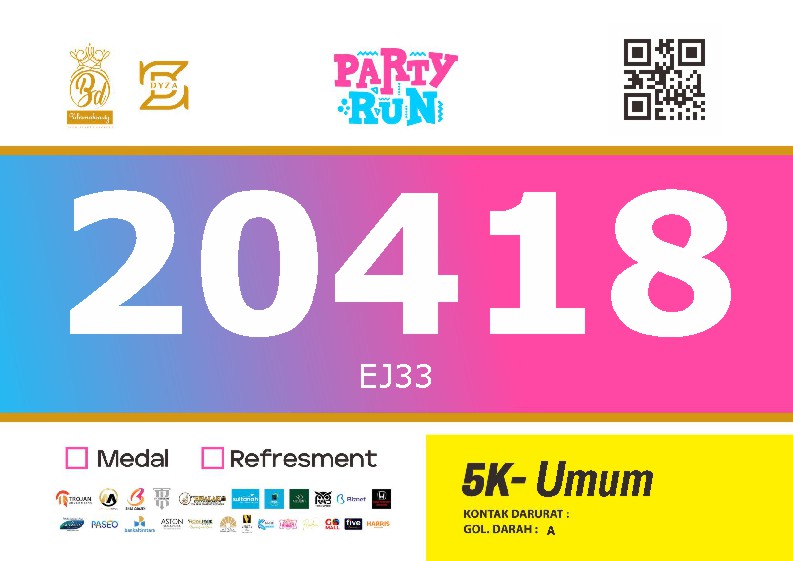 Bd
DYZA
PARTY
RUN
20418
EJ33
Medal
Refresment
5K- Umum
KONTAK DARURAT :
GOL. DARAH : A
TROJAN
sultanah
Biznet
PASEO
ASTON
five
HARRIS